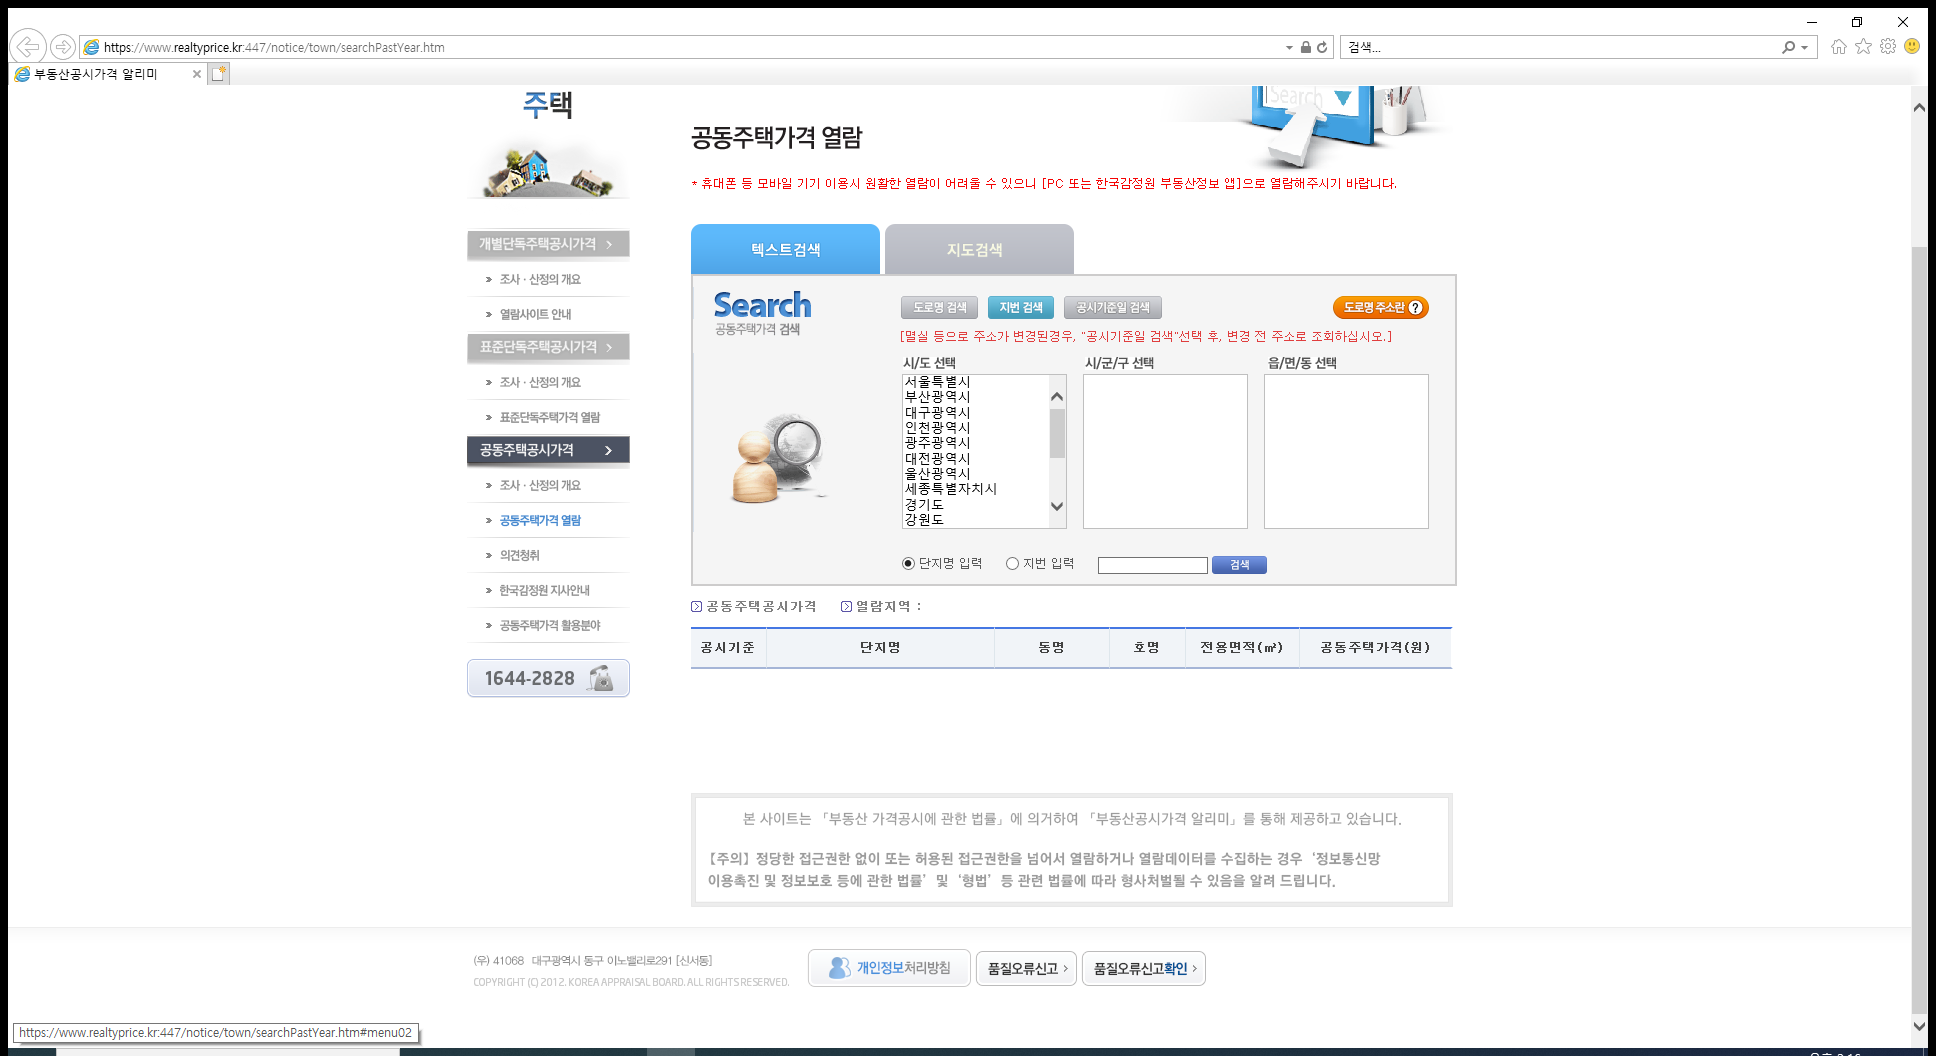 https://www.realtyprice.kr:447/notice/town/searchPastYear.htm
검색...
부동산공시가격 알리미
주택
Search
공동주택가격 열람
* 휴대폰 등 모바일 기기 이용시 원활한 열람이 어려울 수 있으니 [PC 또는 한국감정원 부동산정보 앱]으로 열람해주시기 바랍니다.
개별단독주택공시가격
조사 · 산정의 개요
열람사이트 안내
표준단독주택공시가격
조사 · 산정의 개요
표준단독주택가격 열람
공동주택공시가격
조사 · 산정의 개요
공동주택가격 열람
의견청취
한국감정원 지사안내
공동주택가격 활용분야
1644-2828
텍스트검색
지도검색
Search
공동주택가격 검색
도로명 검색
지번 검색
공시기준일 검색
도로명 주소란 ?
[멸실 등으로 주소가 변경된경우, "공시기준일 검색"선택 후, 변경 전 주소로 조회하십시오.]
시/도 선택
시/군/구 선택
읍/면/동 선택
서울특별시
부산광역시
대구광역시
인천광역시
광주광역시
대전광역시
울산광역시
세종특별자치시
경기도
강원도
단지명 입력
지번 입력
검색
공동주택공시가격
열람지역 :
공시기준
단지명
동명
호명
전용면적(㎡)
공동주택가격(원)
본 사이트는 「부동산 가격공시에 관한 법률」에 의거하여 「부동산공시가격 알리미」를 통해 제공하고 있습니다.
【주의】 정당한 접근권한 없이 또는 허용된 접근권한을 넘어서 열람하거나 열람데이터를 수집하는 경우 ‘정보통신망
이용촉진 및 정보보호 등에 관한 법률’ 및 ‘형법’ 등 관련 법률에 따라 형사처벌될 수 있음을 알려 드립니다.
(우) 41068 대구광역시 동구 이노밸리로291 [신서동]
COPYRIGHT (C) 2012. KOREA APPRAISAL BOARD. ALL RIGHTS RESERVED.
개인정보처리방침
품질오류신고
품질오류신고확인
https://www.realtyprice.kr:447/notice/town/searchPastYear.htm#menu02